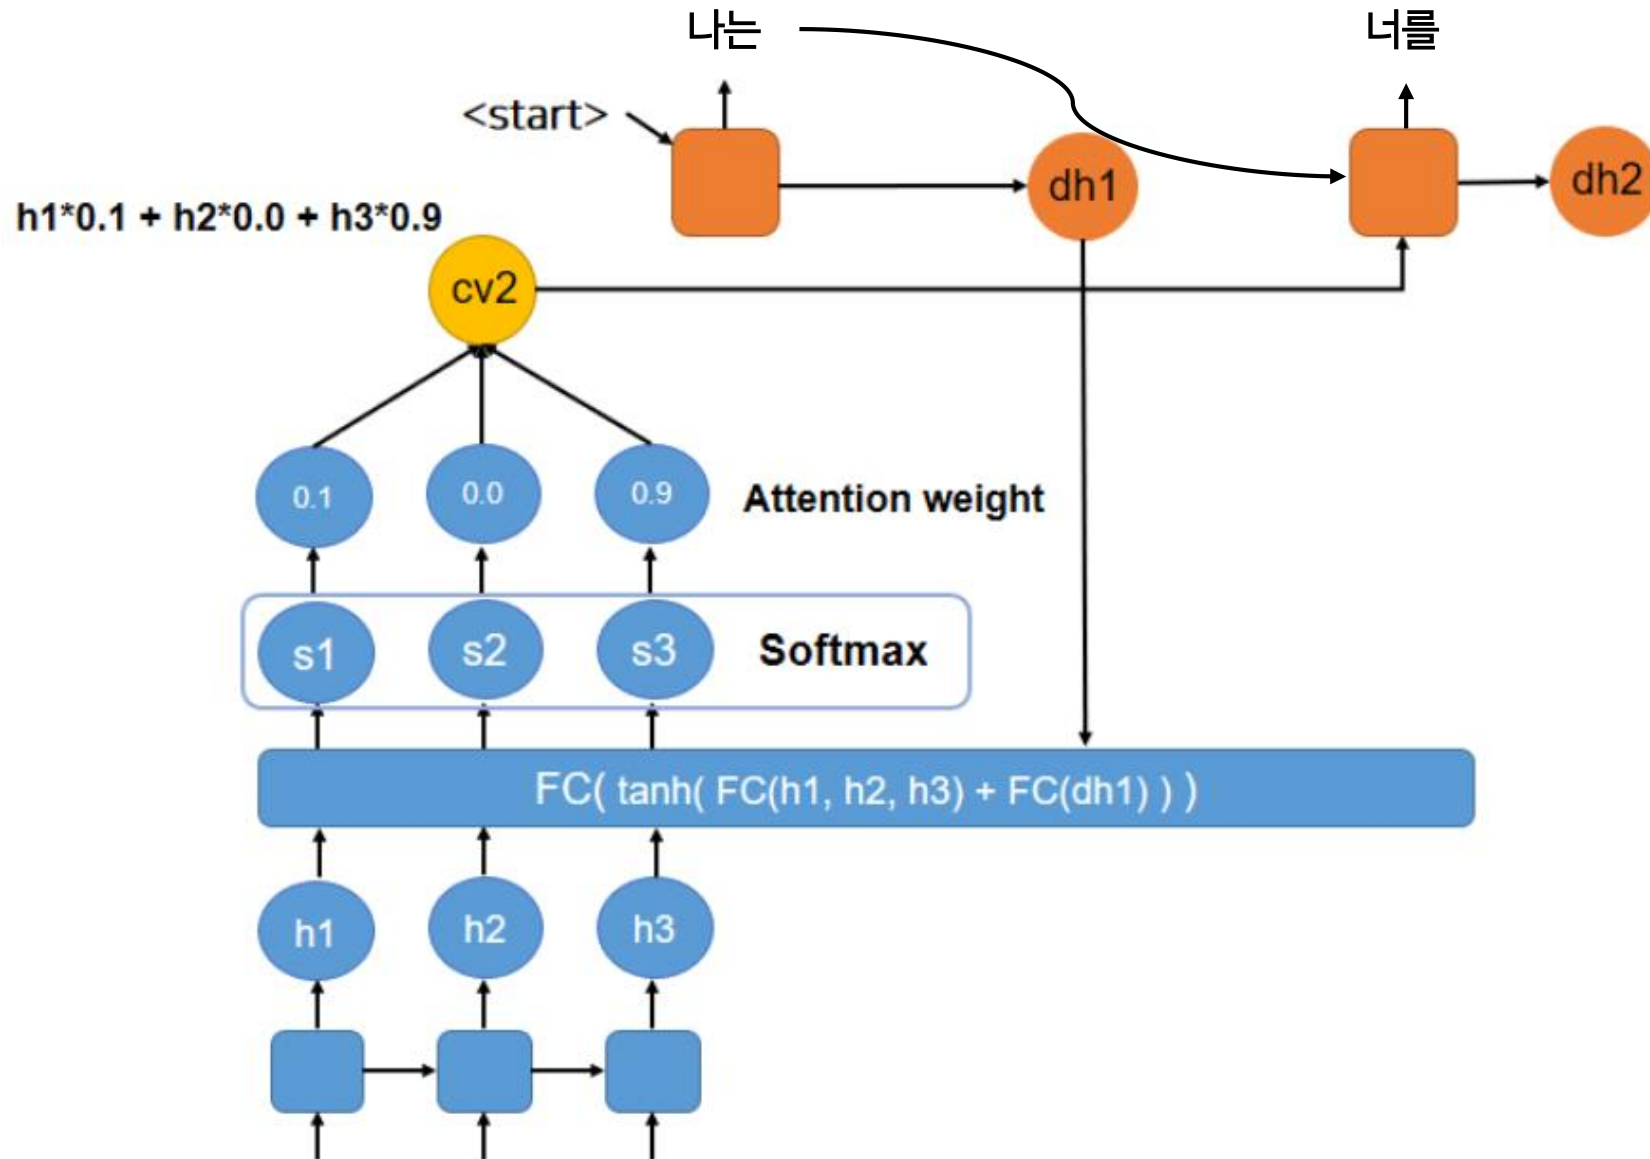 나는
너를
<start>
dh1
dh2
h1*0.1 + h2*0.0 + h3*0.9
cv2
0.1
0.0
0.9
Attention weight
s1
s2
s3
Softmax
FC( tanh( FC(h1, h2, h3) + FC(dh1) ) )
h1
h2
h3